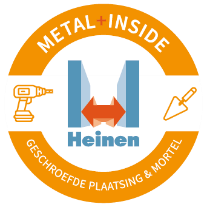 METAL+INSIDE
Heinen
GESCHROEFDE PLAATSING & MORTEL